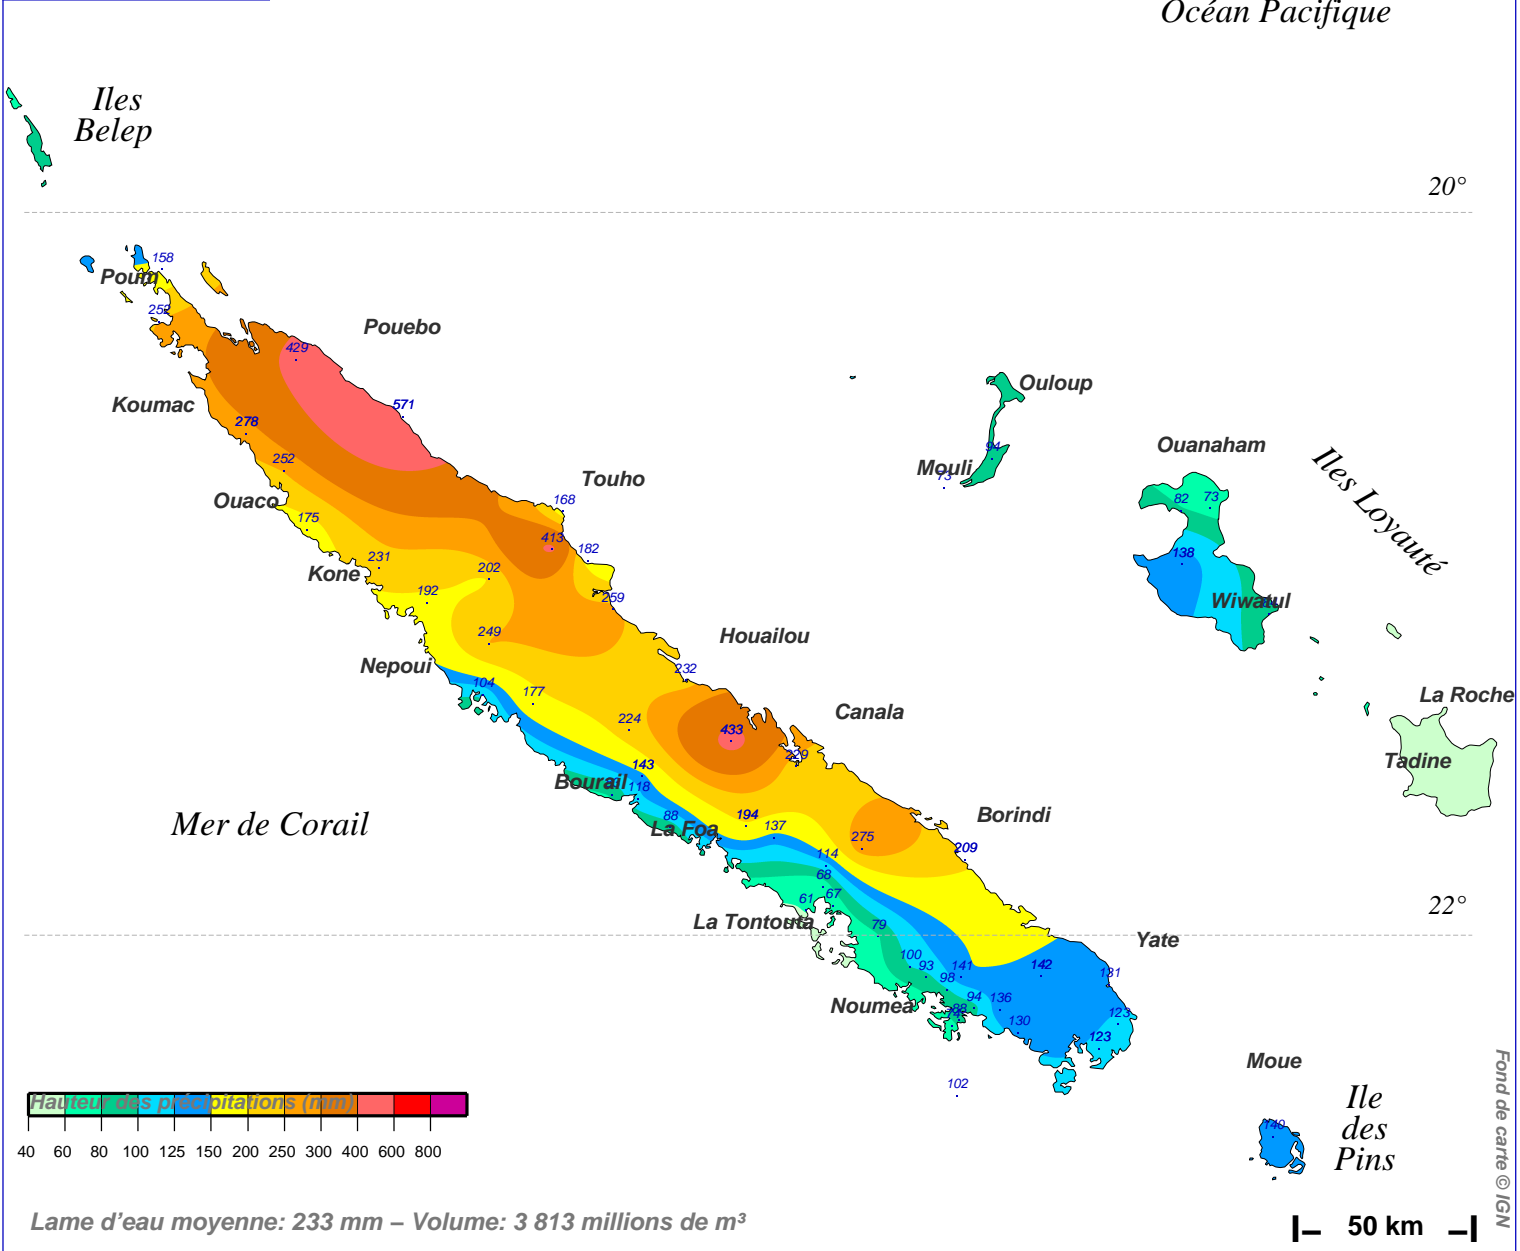 Océan Pacifique
Iles
Belep
20°
158
Poum
252
Pouebo
429
Ouloup
571
Koumac
278
94
Ouanaham
252
Mouli
73
Iles Loyauté
Touho
82
73
Ouaco
168
175
413
182
138
231
Kone
202
192
259
Wiwatul
249
Houailou
Nepoui
232
104
177
La Roche
224
Canala
433
229
Tadine
143
Bourail
118
88
La Foa
194
137
Borindi
Mer de Corail
275
209
114
68
61
67
22°
La Tontouta
79
Yate
100
93
141
142
131
98
Noumea
94
136
88
130
123
123
Moue
102
Ile
des
Pins
140
Hauteur des précipitations (mm)
40 60 80 100 125 150 200 250 300 400 600 800
Lame d'eau moyenne: 233 mm – Volume: 3 813 millions de m³
50 km
Fond de carte © IGN